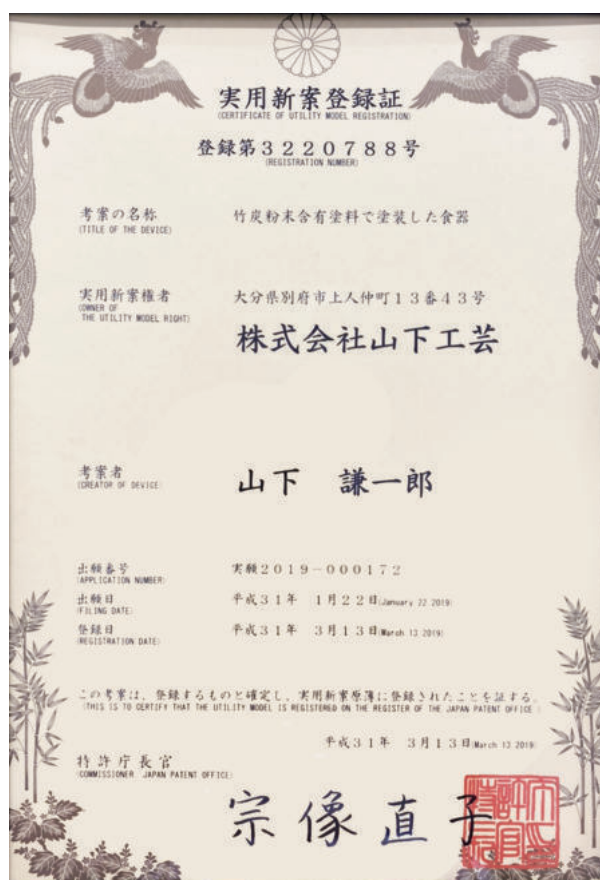 実用新案登録証
(CERTIFICATE OF UTILITY MODEL REGISTRATION)
登録第3220788号
(REGISTRATION NUMBER)
考案の名称 竹炭粉末含有塗料で塗装した食器
(TITLE OF THE DEVICE)
実用新案権者 大分県別府市上人仲町13番43号
(OWNER OF
THE UTILITY MODEL RIGHT)
株式会社山下工芸
考案者 山下 謙一郎
(CREATOR OF DEVICE)
出願番号 実願2019-000172
(APPLICATION NUMBER)
出願日 平成31年 1月22日(January 22 2019)
(FILING DATE)
登録日 平成31年 3月13日(March 13 2019)
(REGISTRATION DATE)
この考案は、登録するものと確定し、実用新案原簿に登録されたことを証する。
(THIS IS TO CERTIFY THAT THE UTILITY MODEL IS REGISTERED ON THE REGISTER OF THE JAPAN PATENT OFFICE )
平成31年 3月13日(March 13 2019)
特許庁長官
(COMMISSIONER, JAPAN PATENT OFFICE)
宗像直子